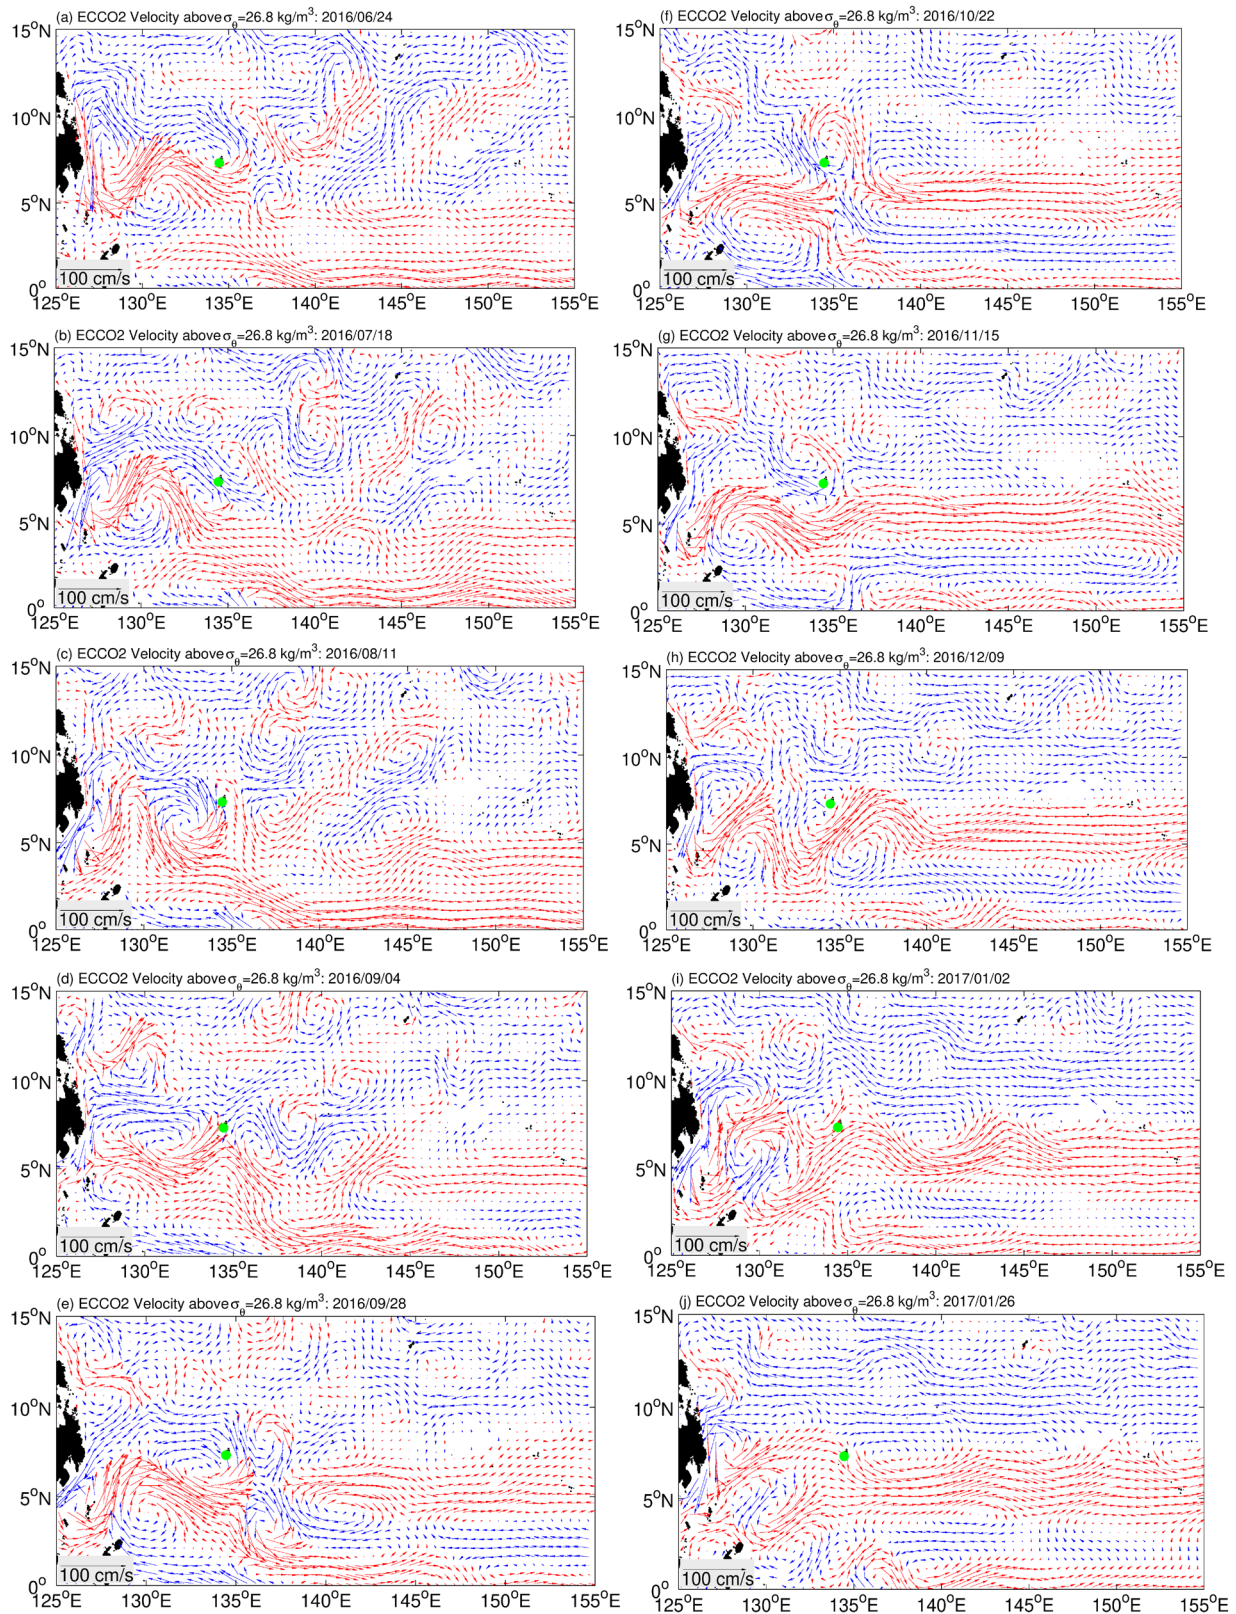 (a) ECCO2 Velocity above σθ=26.8 kg/m³: 2016/06/24
15°N
10°N
5°N
0°
100 cm/s
125°E 130°E 135°E 140°E 145°E 150°E 155°E
(b) ECCO2 Velocity above σθ=26.8 kg/m³: 2016/07/18
15°N
10°N
5°N
0°
100 cm/s
125°E 130°E 135°E 140°E 145°E 150°E 155°E
(c) ECCO2 Velocity above σθ=26.8 kg/m³: 2016/08/11
15°N
10°N
5°N
0°
100 cm/s
125°E 130°E 135°E 140°E 145°E 150°E 155°E
(d) ECCO2 Velocity above σθ=26.8 kg/m³: 2016/09/04
15°N
10°N
5°N
0°
100 cm/s
125°E 130°E 135°E 140°E 145°E 150°E 155°E
(e) ECCO2 Velocity above σθ=26.8 kg/m³: 2016/09/28
15°N
10°N
5°N
0°
100 cm/s
125°E 130°E 135°E 140°E 145°E 150°E 155°E
(f) ECCO2 Velocity above σθ=26.8 kg/m³: 2016/10/22
15°N
10°N
5°N
0°
100 cm/s
125°E 130°E 135°E 140°E 145°E 150°E 155°E
(g) ECCO2 Velocity above σθ=26.8 kg/m³: 2016/11/15
15°N
10°N
5°N
0°
100 cm/s
125°E 130°E 135°E 140°E 145°E 150°E 155°E
(h) ECCO2 Velocity above σθ=26.8 kg/m³: 2016/12/09
15°N
10°N
5°N
0°
100 cm/s
125°E 130°E 135°E 140°E 145°E 150°E 155°E
(i) ECCO2 Velocity above σθ=26.8 kg/m³: 2017/01/02
15°N
10°N
5°N
0°
100 cm/s
125°E 130°E 135°E 140°E 145°E 150°E 155°E
(j) ECCO2 Velocity above σθ=26.8 kg/m³: 2017/01/26
15°N
10°N
5°N
0°
100 cm/s
125°E 130°E 135°E 140°E 145°E 150°E 155°E